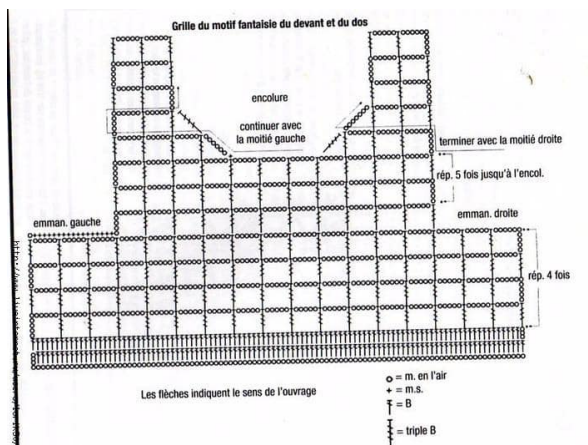 Grille du motif fantaisie du devant et du dos
encolure
continuer avec
la moitié gauche
terminer avec la moitié droite
rép. 5 fois jusqu'à l'encol.
emman. gauche
emman. droite
rép. 4 fois
Les flèches indiquent le sens de l'ouvrage
= m. en l'air
= m.s.
= B
= triple B